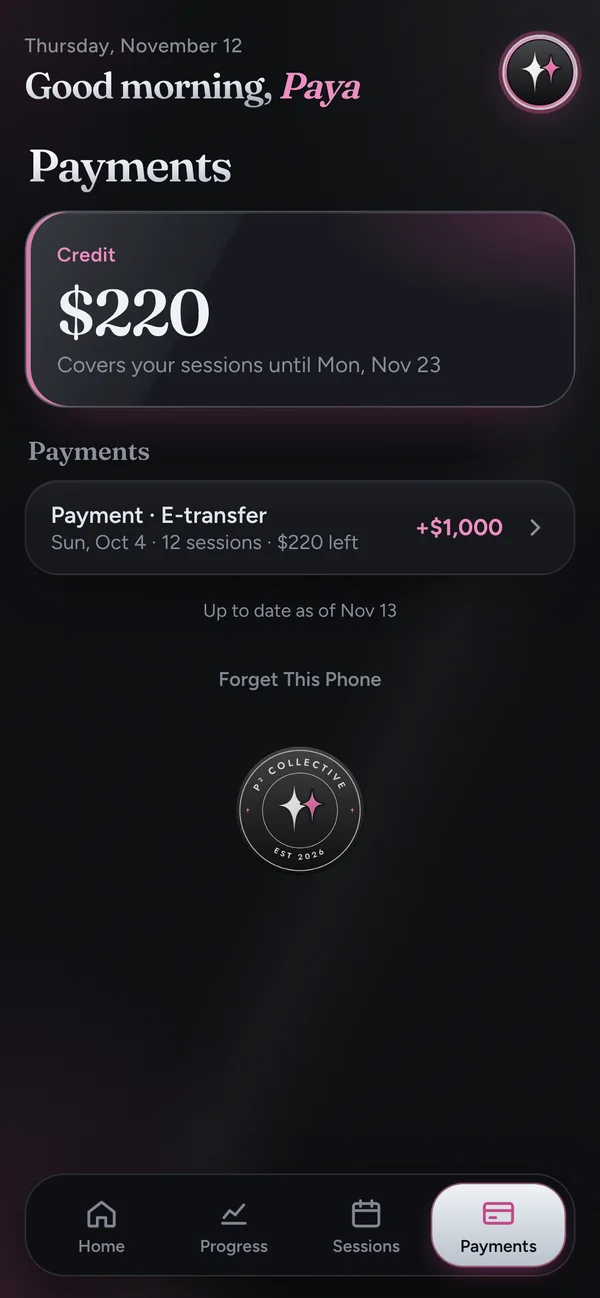 Thursday, November 12
Good morning, Paya
Payments
Credit
$220
Covers your sessions until Mon, Nov 23
Payments
Payment · E-transfer
+$1,000
Sun, Oct 4 · 12 sessions · $220 left
Up to date as of Nov 13
Forget This Phone
P² COLLECTIVE
EST 2026
Home
Progress
Sessions
Payments